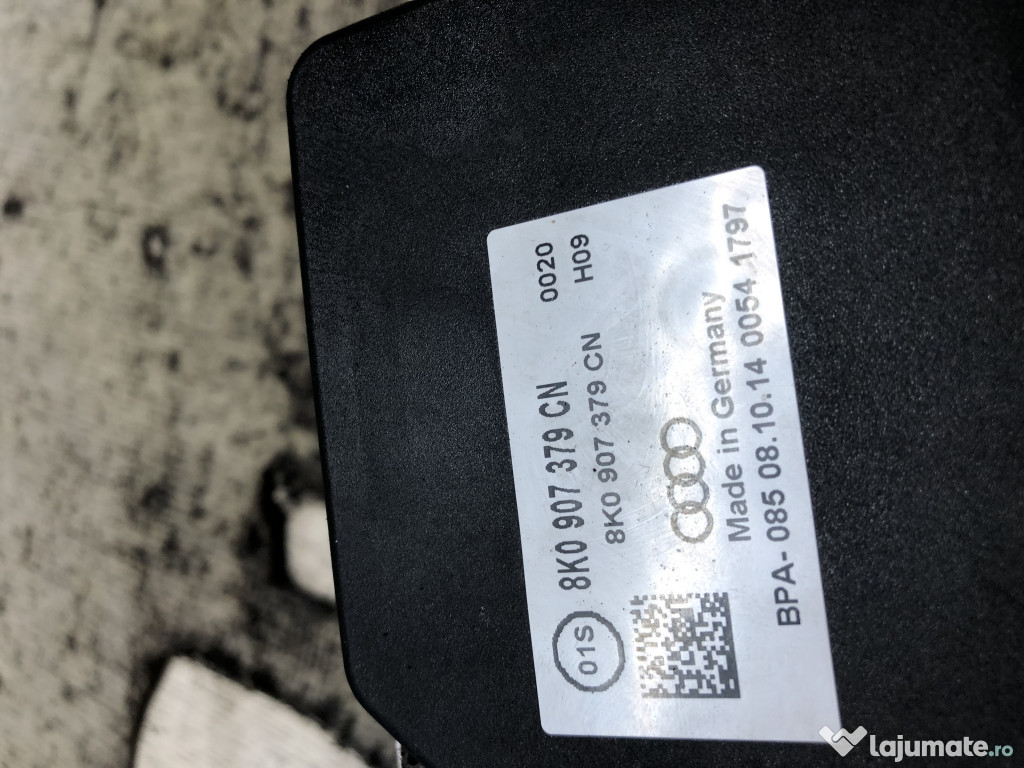 01S 8K0 907 379 CN 0020
8K0 907 379 CN H09
Made in Germany
BPA- 085 08.10.14 0054 1797
lajumate.ro